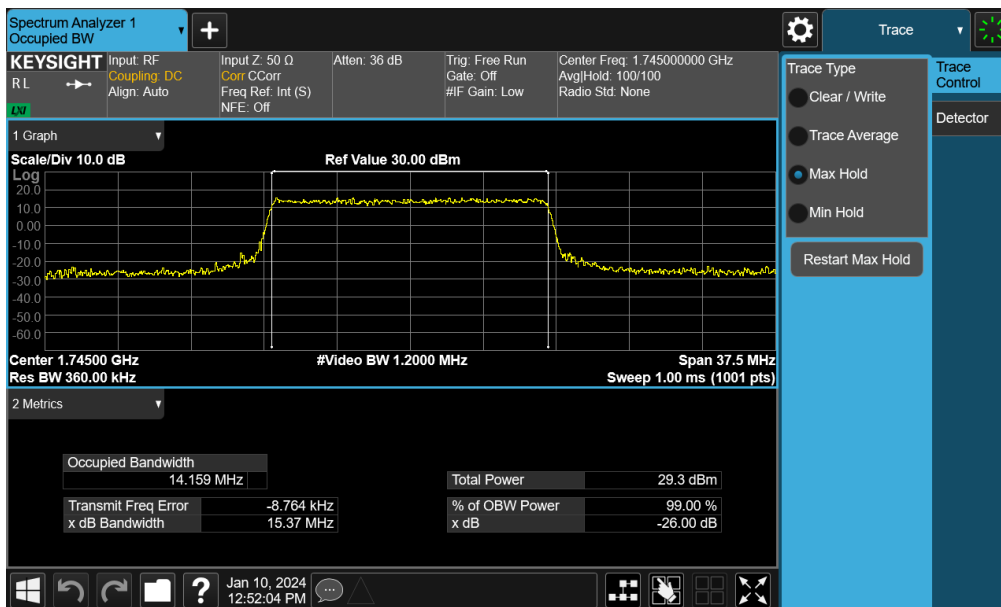 Spectrum Analyzer 1
Occupied BW
Trace
KEYSIGHT
R L
LXI
Input: RF
Coupling: DC
Align: Auto
Input Z: 50 Ω
Corr CCorr
Freq Ref: Int (S)
NFE: Off
Atten: 36 dB
Trig: Free Run
Gate: Off
#IF Gain: Low
Center Freq: 1.745000000 GHz
Avg|Hold: 100/100
Radio Std: None
Trace Type
Clear / Write
Trace Average
Max Hold
Min Hold
Restart Max Hold
Trace
Control
Detector
1 Graph
Scale/Div 10.0 dB
Ref Value 30.00 dBm
Log
20.0
10.0
0.00
-10.0
-20.0
-30.0
-40.0
-50.0
-60.0
Center 1.74500 GHz
#Video BW 1.2000 MHz
Span 37.5 MHz
Res BW 360.00 kHz
Sweep 1.00 ms (1001 pts)
2 Metrics
Occupied Bandwidth
14.159 MHz
Total Power 29.3 dBm
Transmit Freq Error -8.764 kHz
% of OBW Power 99.00 %
x dB Bandwidth 15.37 MHz
x dB -26.00 dB
Jan 10, 2024
12:52:04 PM